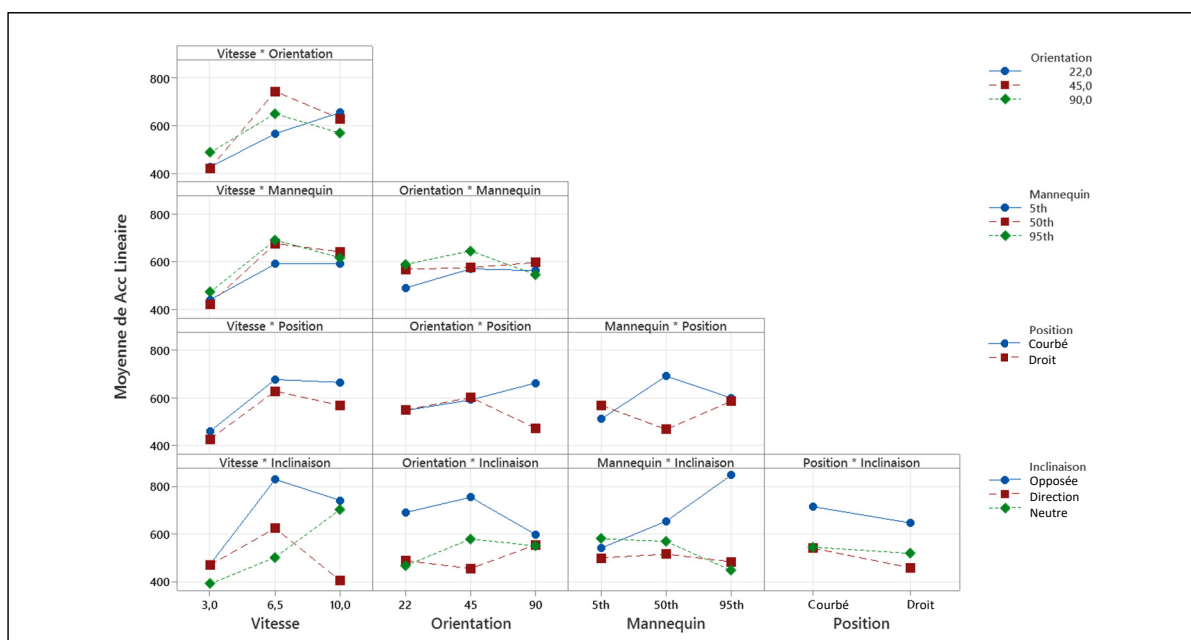 Vitesse * Orientation
800
600
400
Orientation
22,0
45,0
90,0
Vitesse * Mannequin
Orientation * Mannequin
800
600
400
Mannequin
5th
50th
95th
Moyenne de Acc Lineaire
Vitesse * Position
Orientation * Position
Mannequin * Position
800
600
400
Position
Courbé
Droit
Vitesse * Inclinaison
Orientation * Inclinaison
Mannequin * Inclinaison
Position * Inclinaison
800
600
400
Inclinaison
Opposée
Direction
Neutre
3,0 6,5 10,0
22 45 90
5th 50th 95th
Courbé Droit
Vitesse
Orientation
Mannequin
Position